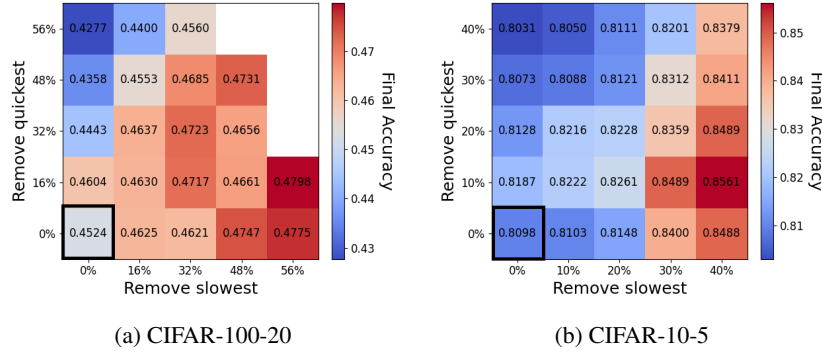 56% 0.4277 0.4400 0.4560
48% 0.4358 0.4553 0.4685 0.4731
32% 0.4443 0.4637 0.4723 0.4656
16% 0.4604 0.4630 0.4717 0.4661 0.4798
0% 0.4524 0.4625 0.4621 0.4747 0.4775
0% 16% 32% 48% 56%
Remove quickest
Remove slowest
0.47
0.46
0.45
0.44
0.43
Final Accuracy
(a) CIFAR-100-20
40% 0.8031 0.8050 0.8111 0.8201 0.8379
30% 0.8073 0.8088 0.8121 0.8312 0.8411
20% 0.8128 0.8216 0.8228 0.8359 0.8489
10% 0.8187 0.8222 0.8261 0.8489 0.8561
0% 0.8098 0.8103 0.8148 0.8400 0.8488
0% 10% 20% 30% 40%
Remove quickest
Remove slowest
0.85
0.84
0.83
0.82
0.81
Final Accuracy
(b) CIFAR-10-5